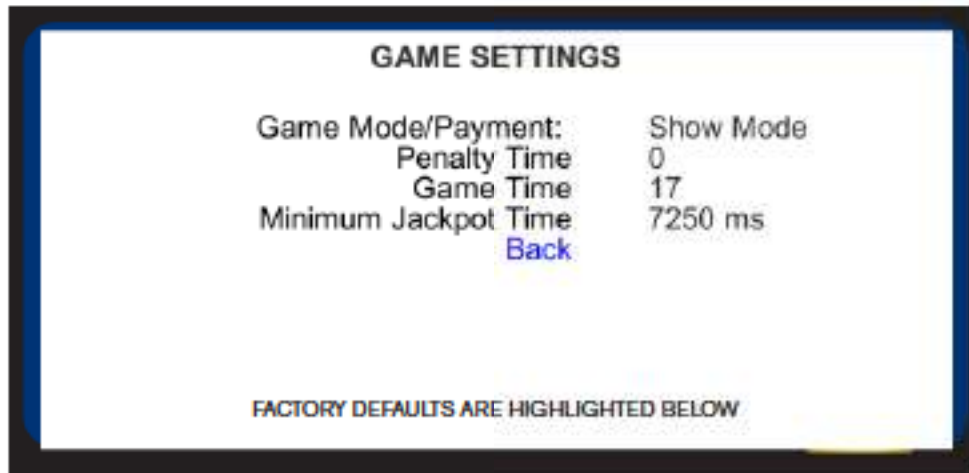 GAME SETTINGS
Game Mode/Payment: Show Mode
Penalty Time 0
Game Time 17
Minimum Jackpot Time 7250 ms
Back
FACTORY DEFAULTS ARE HIGHLIGHTED BELOW